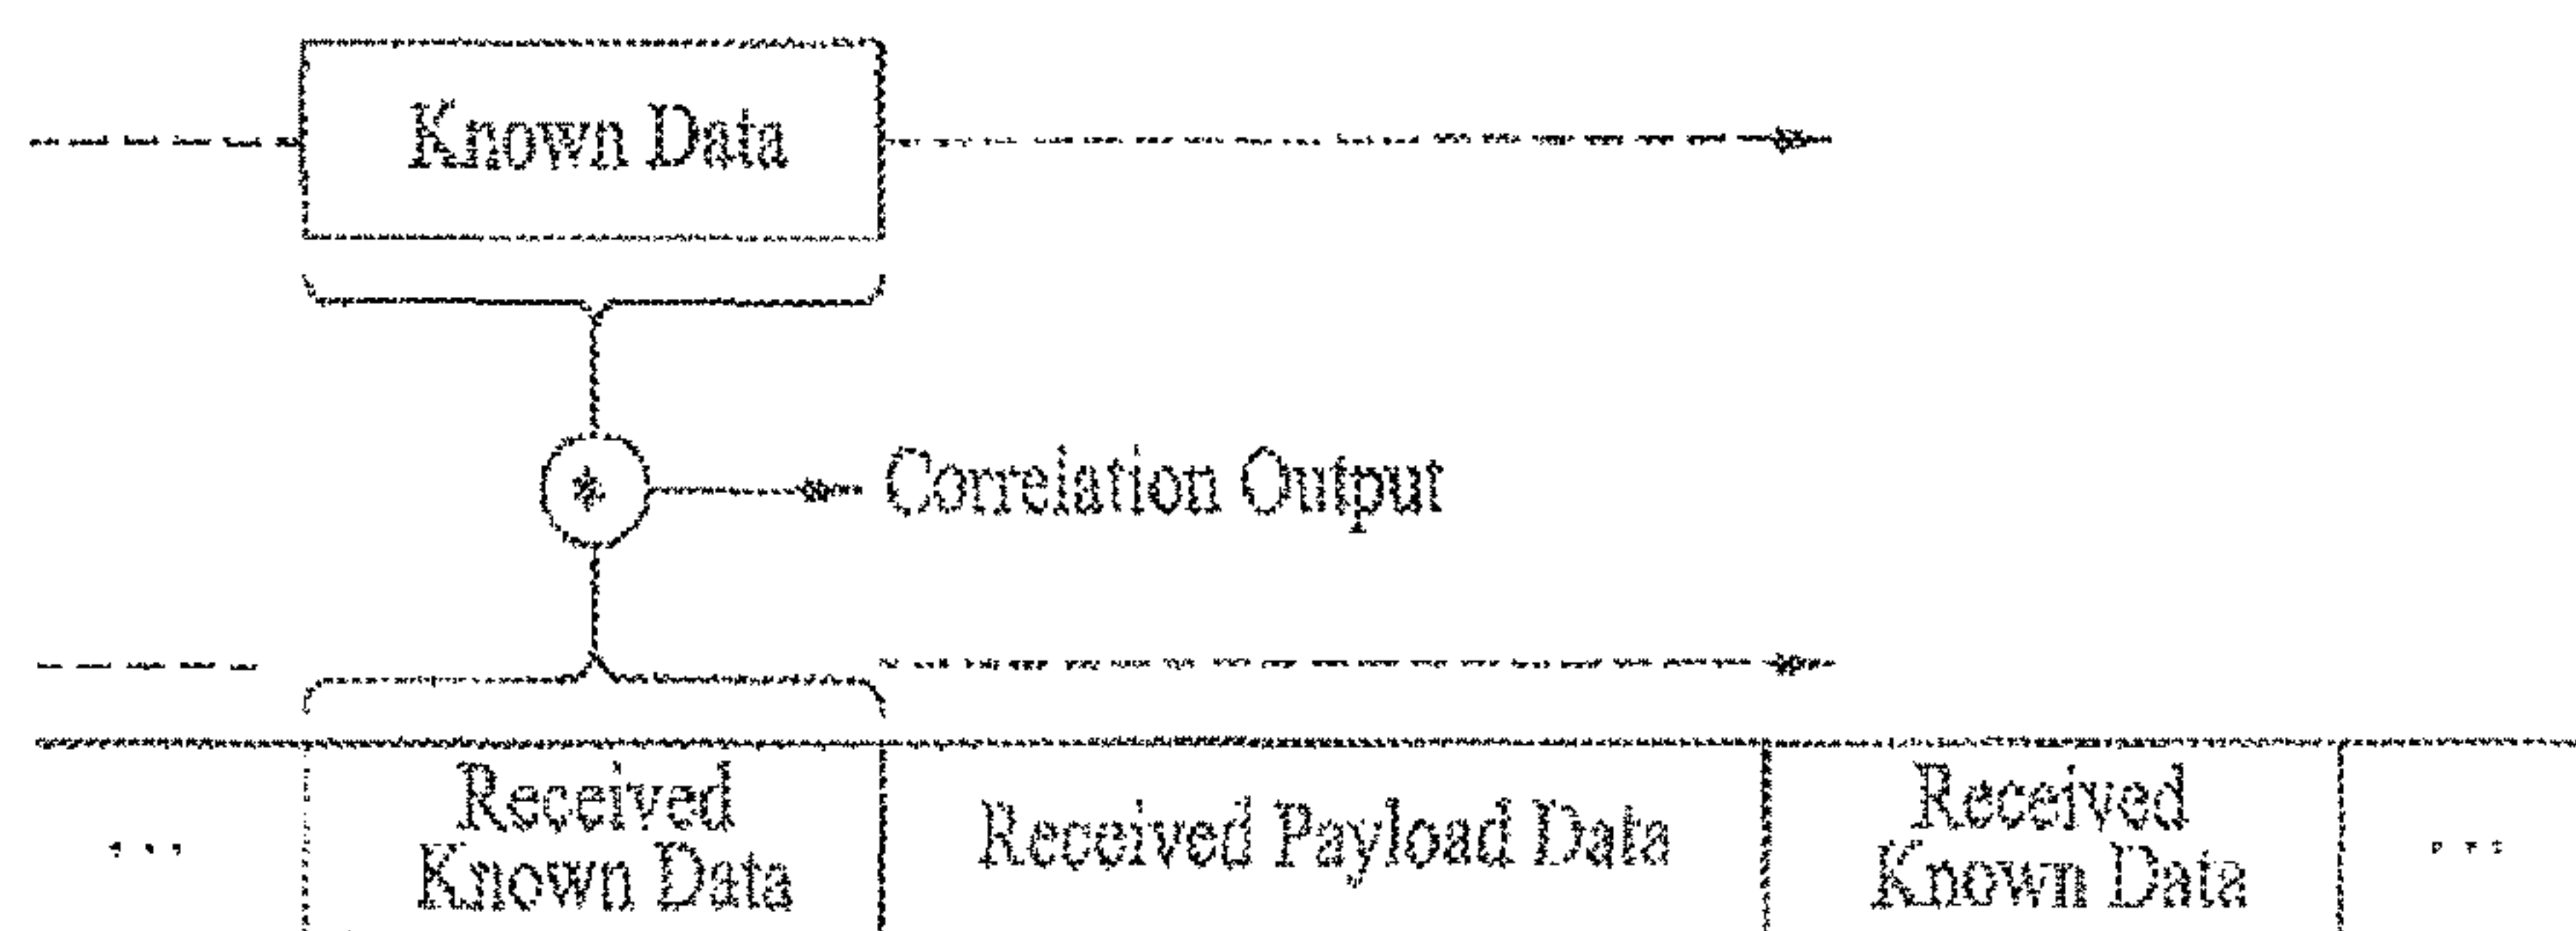 Known Data
* Correlation Output
... Received Known Data Received Payload Data Received Known Data ...